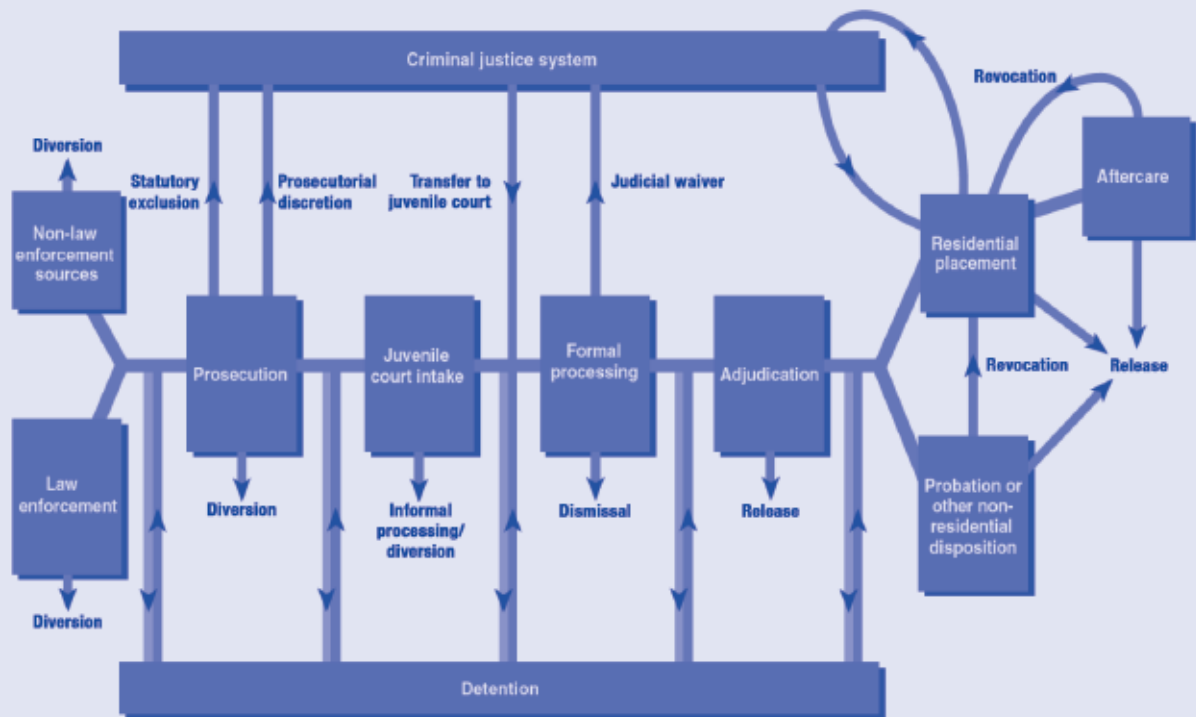 Criminal justice system
Revocation
Diversion
Aftercare
Statutory
exclusion
Prosecutorial
discretion
Transfer to
juvenile court
Judicial waiver
Non-law
enforcement
sources
Residential
placement
Prosecution
Juvenile
court intake
Formal
processing
Adjudication
Revocation
Release
Law
enforcement
Diversion
Informal
processing/
diversion
Dismissal
Release
Probation or
other non-
residential
disposition
Diversion
Detention